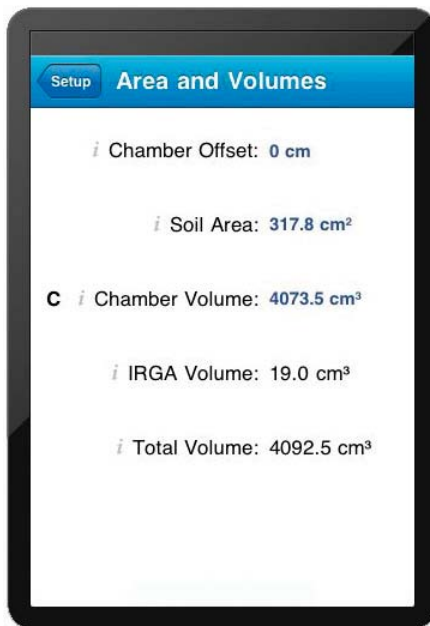 Setup Area and Volumes
i Chamber Offset: 0 cm
i Soil Area: 317.8 cm²
C i Chamber Volume: 4073.5 cm³
i IRGA Volume: 19.0 cm³
i Total Volume: 4092.5 cm³